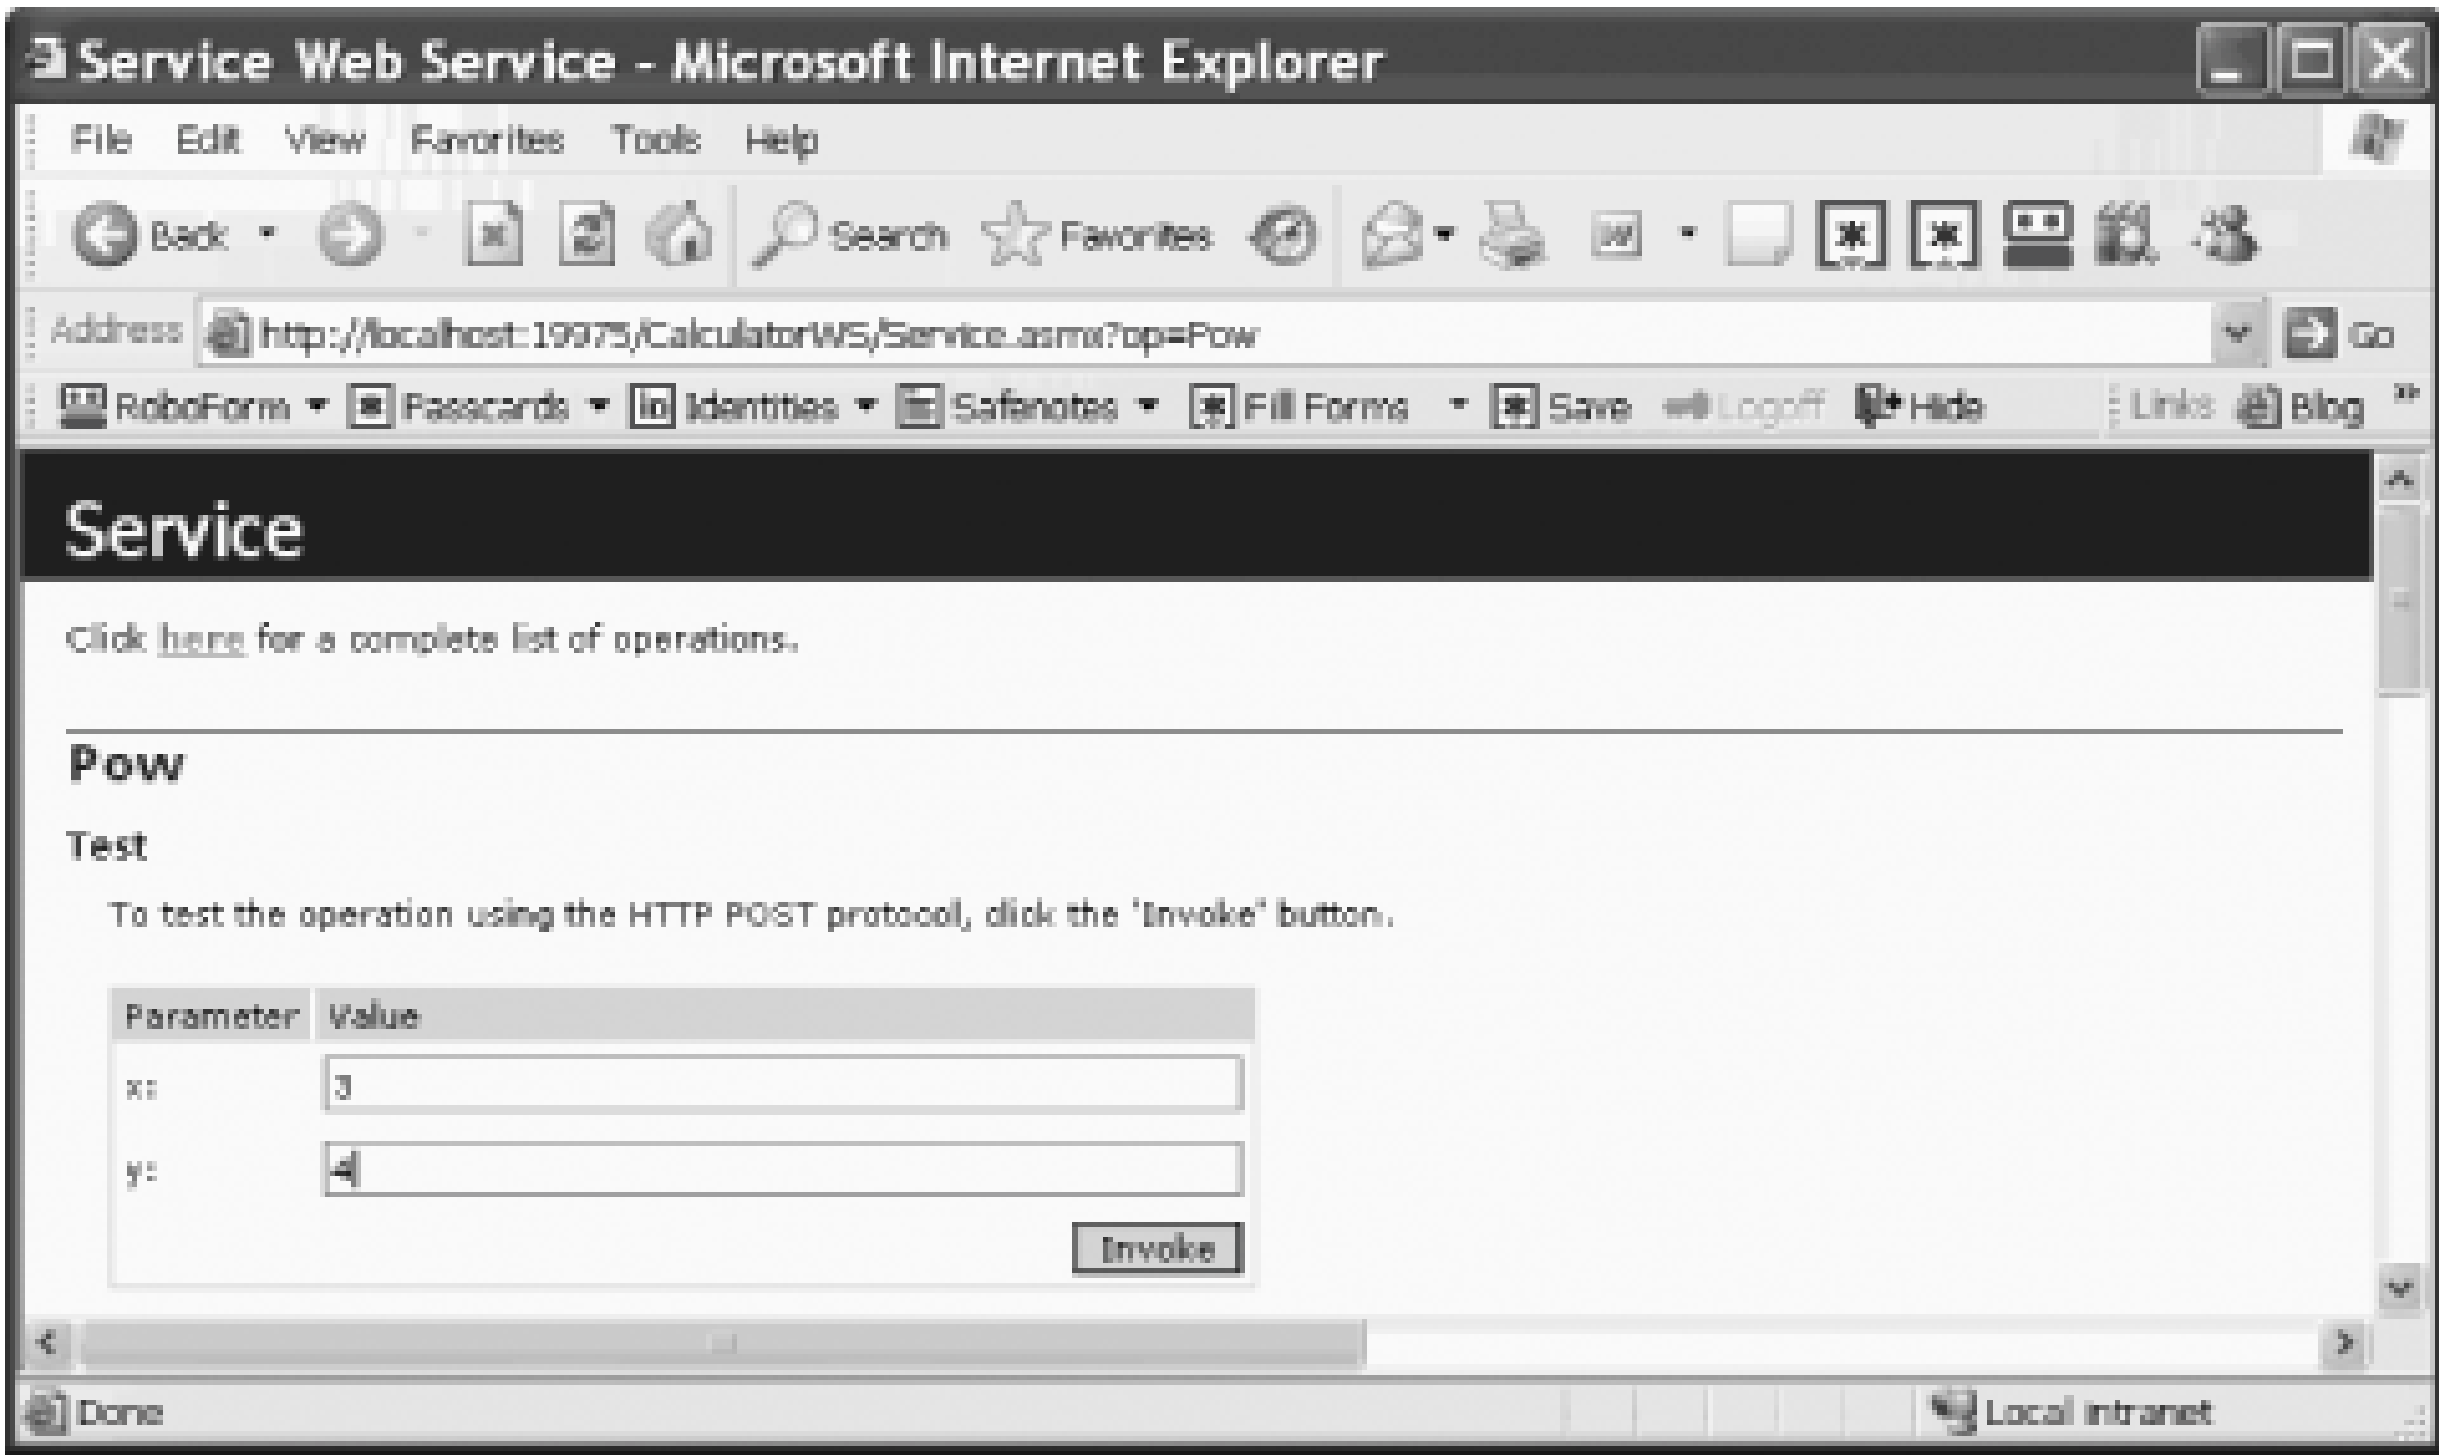 Service Web Service - Microsoft Internet Explorer
File Edit View Favorites Tools Help
Back Search Favorites
Address http://localhost:19975/CalculatorWS/Service.asmx?op=Pow Go
RoboForm Passcards Identities Safenotes Fill Forms Save Logoff Hide Links Blog »
Service
Click here for a complete list of operations.
Pow
Test
To test the operation using the HTTP POST protocol, click the 'Invoke' button.
Parameter Value
x: 3
y: 4
Invoke
Done Local intranet